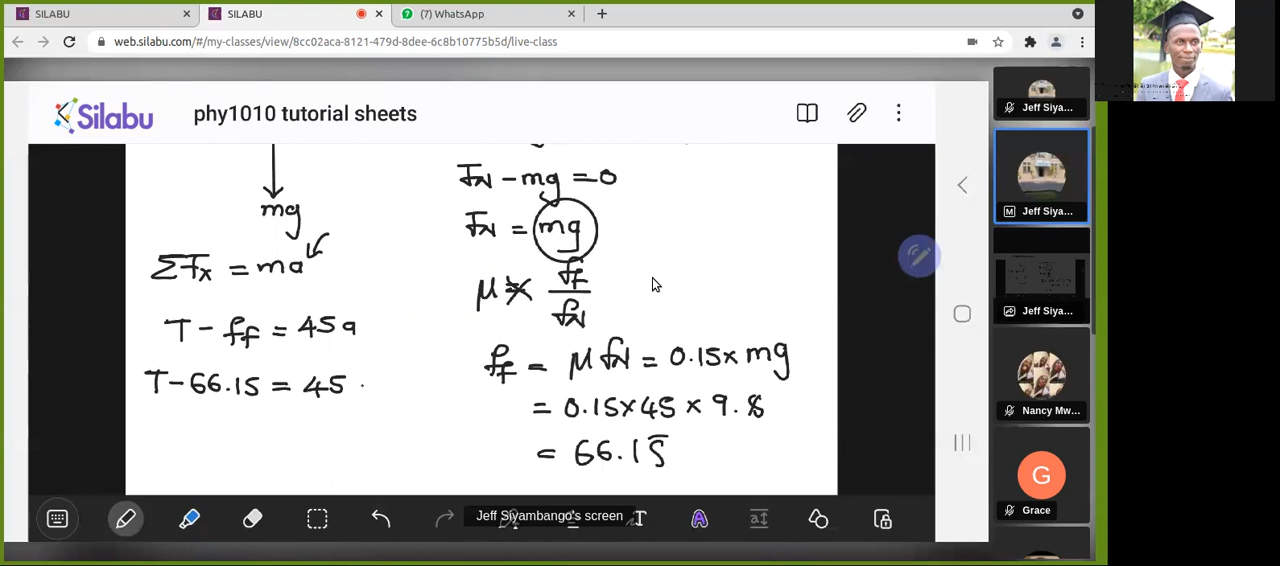 SILABU
SILABU
(7) WhatsApp
web.silabu.com/#/my-classes/view/8cc02aca-8121-479d-8dee-6c8b10775b5d/live-class
Silabu
phy1010 tutorial sheets
mg
ΣFx = ma
T - Ff = 45a
T - 66.15 = 45
FN - mg = 0
FN = mg
μ = Ff/FN
Ff = μ FN = 0.15 x mg
= 0.15 x 45 x 9.8
= 66.15
Jeff Siyambango's screen
T
A
Jeff Siya...
M Jeff Siya...
Jeff Siya...
Nancy Mw...
G
Grace